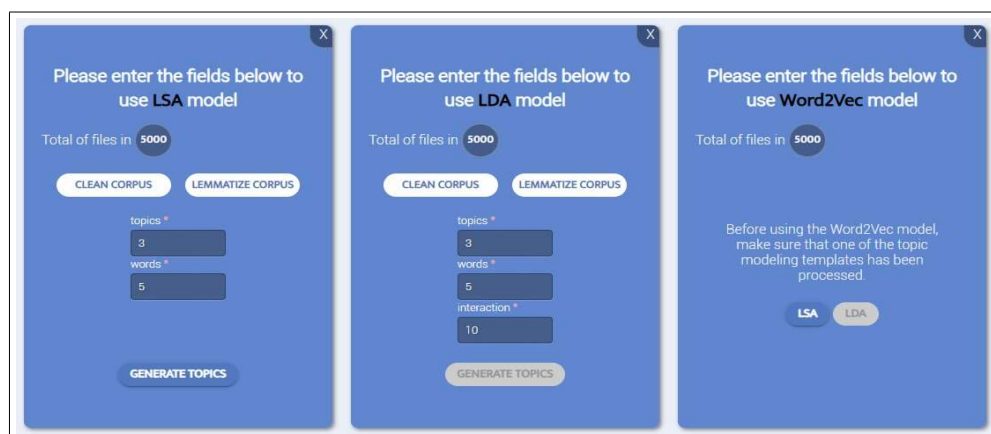 X
Please enter the fields below to
use LSA model
Total of files in 5000
CLEAN CORPUS LEMMATIZE CORPUS
topics *
3
words *
5
GENERATE TOPICS
X
Please enter the fields below to
use LDA model
Total of files in 5000
CLEAN CORPUS LEMMATIZE CORPUS
topics *
3
words *
5
interaction *
10
GENERATE TOPICS
X
Please enter the fields below to
use Word2Vec model
Total of files in 5000
Before using the Word2Vec model,
make sure that one of the topic
modeling templates has been
processed.
LSA LDA